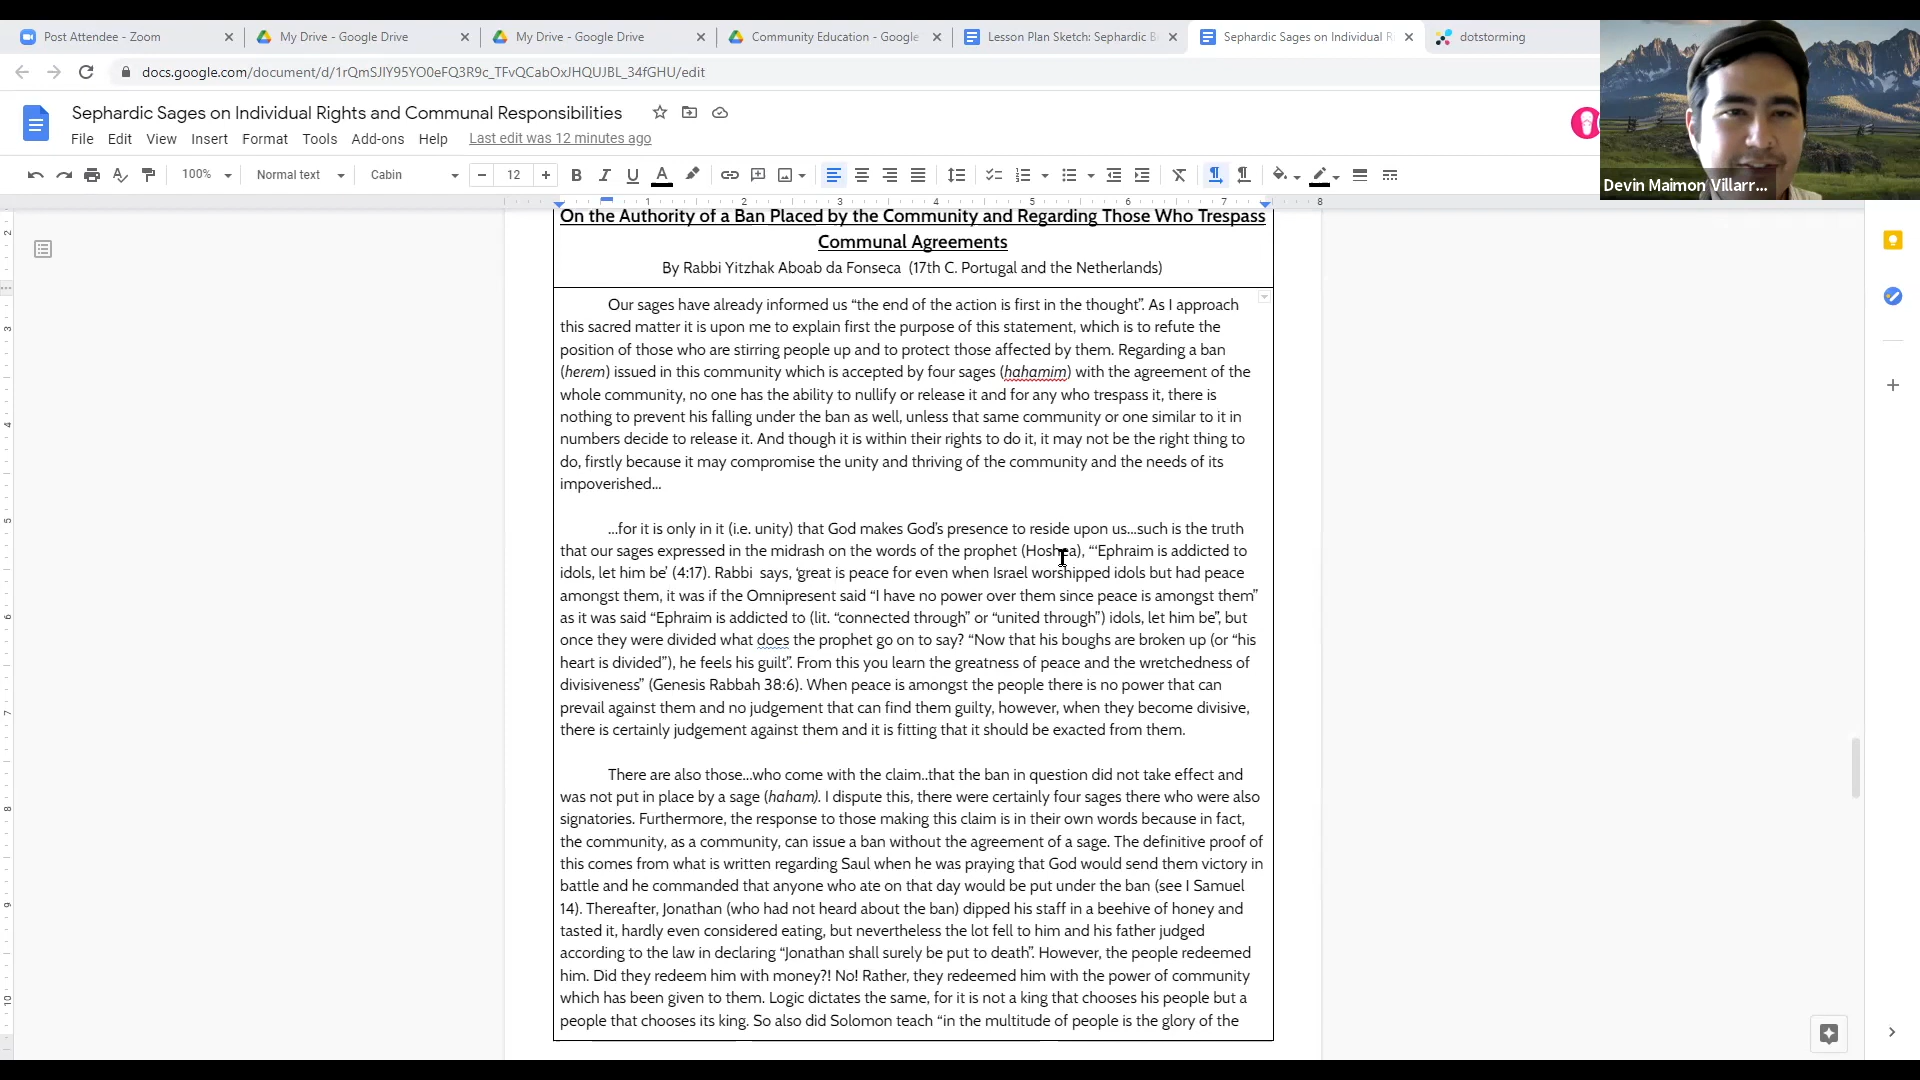 Post Attendee - Zoom
My Drive - Google Drive
My Drive - Google Drive
Community Education - Google
Lesson Plan Sketch: Sephardic B
Sephardic Sages on Individual R
dotstorming
docs.google.com/document/d/1rQmSJlY95YO0eFQ3R9c_TFvQCabOxJHQUJBL_34fGHU/edit
Sephardic Sages on Individual Rights and Communal Responsibilities
File Edit View Insert Format Tools Add-ons Help Last edit was 12 minutes ago
100% Normal text Cabin 12
Devin Maimon Villarr...
1 2 3 4 5 6 7 8
On the Authority of a Ban Placed by the Community and Regarding Those Who Trespass
Communal Agreements
By Rabbi Yitzhak Aboab da Fonseca (17th C. Portugal and the Netherlands)
Our sages have already informed us “the end of the action is first in the thought”. As I approach
this sacred matter it is upon me to explain first the purpose of this statement, which is to refute the
position of those who are stirring people up and to protect those affected by them. Regarding a ban
(herem) issued in this community which is accepted by four sages (hahamim) with the agreement of the
whole community, no one has the ability to nullify or release it and for any who trespass it, there is
nothing to prevent his falling under the ban as well, unless that same community or one similar to it in
numbers decide to release it. And though it is within their rights to do it, it may not be the right thing to
do, firstly because it may compromise the unity and thriving of the community and the needs of its
impoverished...
...for it is only in it (i.e. unity) that God makes God’s presence to reside upon us...such is the truth
that our sages expressed in the midrash on the words of the prophet (Hoshea), “‘Ephraim is addicted to
idols, let him be’ (4:17). Rabbi says, ‘great is peace for even when Israel worshipped idols but had peace
amongst them, it was if the Omnipresent said “I have no power over them since peace is amongst them”
as it was said “Ephraim is addicted to (lit. “connected through” or “united through”) idols, let him be”, but
once they were divided what does the prophet go on to say? “Now that his boughs are broken up (or “his
heart is divided”), he feels his guilt”. From this you learn the greatness of peace and the wretchedness of
divisiveness” (Genesis Rabbah 38:6). When peace is amongst the people there is no power that can
prevail against them and no judgement that can find them guilty, however, when they become divisive,
there is certainly judgement against them and it is fitting that it should be exacted from them.
There are also those...who come with the claim..that the ban in question did not take effect and
was not put in place by a sage (haham). I dispute this, there were certainly four sages there who were also
signatories. Furthermore, the response to those making this claim is in their own words because in fact,
the community, as a community, can issue a ban without the agreement of a sage. The definitive proof of
this comes from what is written regarding Saul when he was praying that God would send them victory in
battle and he commanded that anyone who ate on that day would be put under the ban (see I Samuel
14). Thereafter, Jonathan (who had not heard about the ban) dipped his staff in a beehive of honey and
tasted it, hardly even considered eating, but nevertheless the lot fell to him and his father judged
according to the law in declaring “Jonathan shall surely be put to death”. However, the people redeemed
him. Did they redeem him with money?! No! Rather, they redeemed him with the power of community
which has been given to them. Logic dictates the same, for it is not a king that chooses his people but a
people that chooses its king. So also did Solomon teach “in the multitude of people is the glory of the
2
3
4
5
6
7
8
9
10